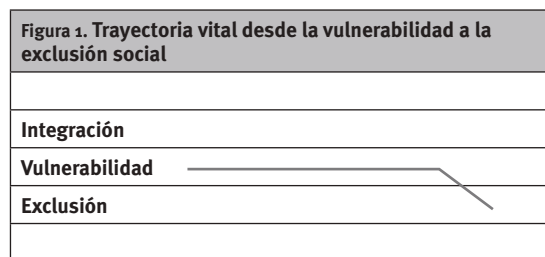 Figura 1. Trayectoria vital desde la vulnerabilidad a la
exclusión social
Integración
Vulnerabilidad
Exclusión